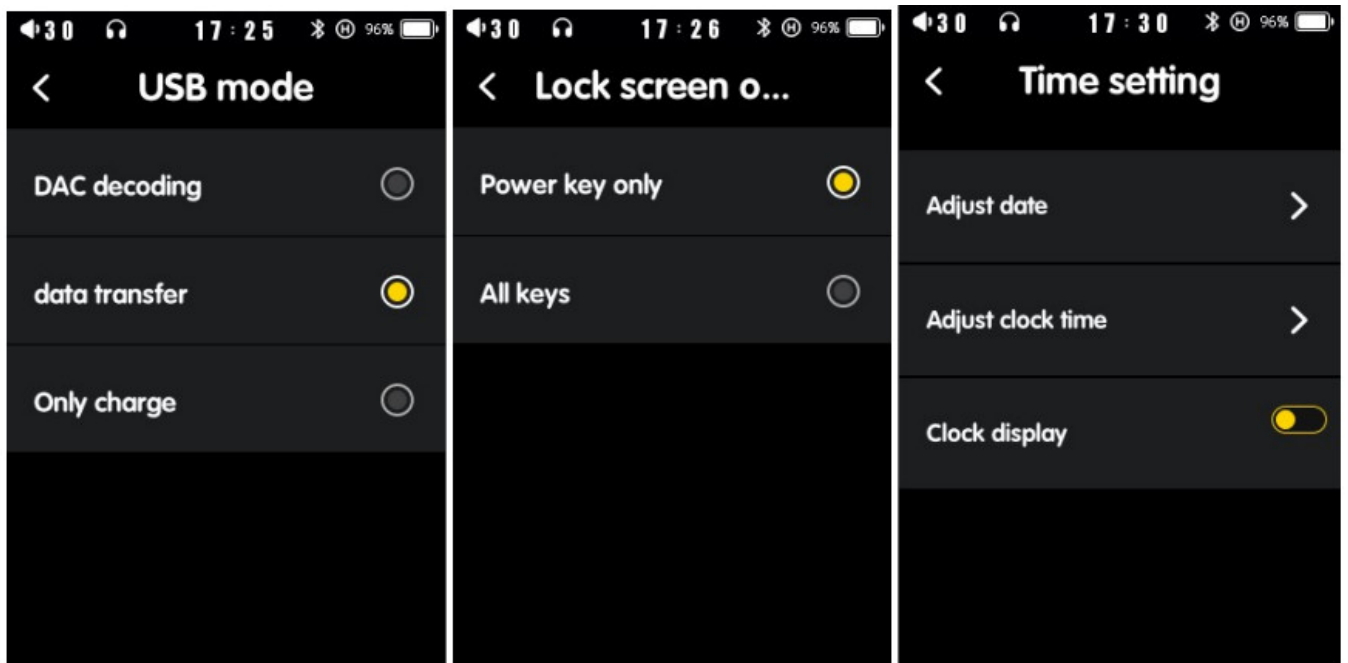 30 17:25 96%
USB mode
DAC decoding
data transfer
Only charge
30 17:26 H 96%
Lock screen o...
Power key only
All keys
30 17:30 H 96%
Time setting
Adjust date
Adjust clock time
Clock display